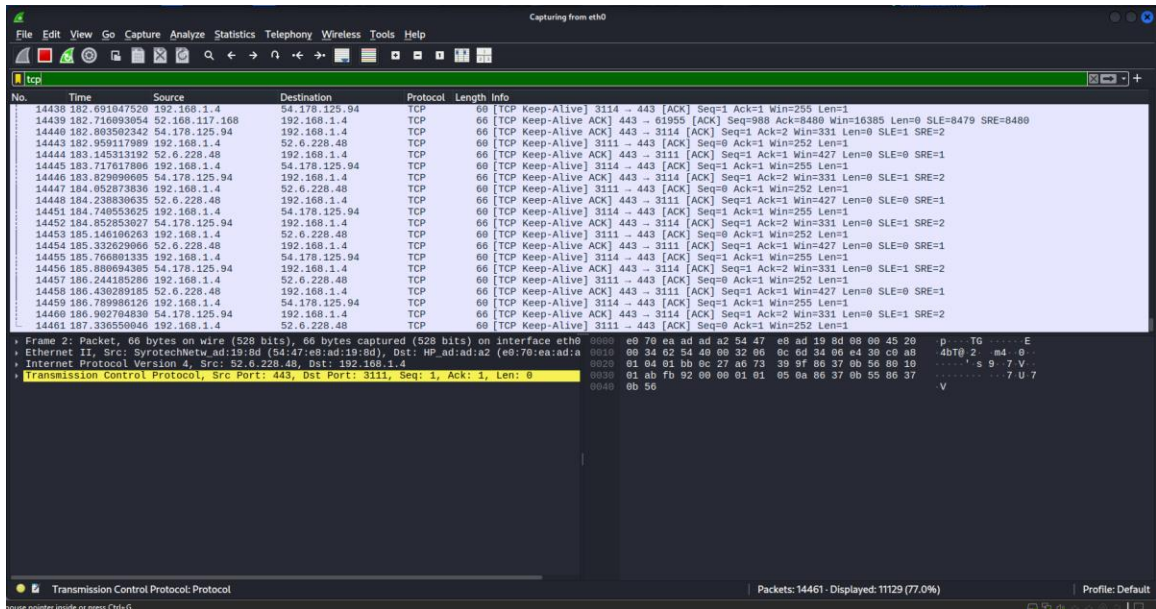 Capturing from eth0
File Edit View Go Capture Analyze Statistics Telephony Wireless Tools Help
tcp
No. Time Source Destination Protocol Length Info
14438 182.691047520 192.168.1.4 54.178.125.94 TCP 60 [TCP Keep-Alive] 3114 → 443 [ACK] Seq=1 Ack=1 Win=255 Len=1
14439 182.716093054 52.168.117.168 192.168.1.4 TCP 66 [TCP Keep-Alive ACK] 443 → 61955 [ACK] Seq=988 Ack=8480 Win=16385 Len=0 SLE=8479 SRE=8480
14440 182.803502342 54.178.125.94 192.168.1.4 TCP 66 [TCP Keep-Alive ACK] 443 → 3114 [ACK] Seq=1 Ack=2 Win=331 Len=0 SLE=1 SRE=2
14443 182.959117989 192.168.1.4 52.6.228.48 TCP 60 [TCP Keep-Alive] 3111 → 443 [ACK] Seq=0 Ack=1 Win=252 Len=1
14444 183.145313192 52.6.228.48 192.168.1.4 TCP 66 [TCP Keep-Alive ACK] 443 → 3111 [ACK] Seq=1 Ack=1 Win=427 Len=0 SLE=0 SRE=1
14445 183.717617806 192.168.1.4 54.178.125.94 TCP 60 [TCP Keep-Alive] 3114 → 443 [ACK] Seq=1 Ack=1 Win=255 Len=1
14446 183.829090605 54.178.125.94 192.168.1.4 TCP 66 [TCP Keep-Alive ACK] 443 → 3114 [ACK] Seq=1 Ack=2 Win=331 Len=0 SLE=1 SRE=2
14447 184.052873836 192.168.1.4 52.6.228.48 TCP 60 [TCP Keep-Alive] 3111 → 443 [ACK] Seq=0 Ack=1 Win=252 Len=1
14448 184.238830635 52.6.228.48 192.168.1.4 TCP 66 [TCP Keep-Alive ACK] 443 → 3111 [ACK] Seq=1 Ack=1 Win=427 Len=0 SLE=0 SRE=1
14451 184.740553625 192.168.1.4 54.178.125.94 TCP 60 [TCP Keep-Alive] 3114 → 443 [ACK] Seq=1 Ack=1 Win=255 Len=1
14452 184.852853027 54.178.125.94 192.168.1.4 TCP 66 [TCP Keep-Alive ACK] 443 → 3114 [ACK] Seq=1 Ack=2 Win=331 Len=0 SLE=1 SRE=2
14453 185.146106263 192.168.1.4 52.6.228.48 TCP 60 [TCP Keep-Alive] 3111 → 443 [ACK] Seq=0 Ack=1 Win=252 Len=1
14454 185.332629066 52.6.228.48 192.168.1.4 TCP 66 [TCP Keep-Alive ACK] 443 → 3111 [ACK] Seq=1 Ack=1 Win=427 Len=0 SLE=0 SRE=1
14455 185.766801335 192.168.1.4 54.178.125.94 TCP 60 [TCP Keep-Alive] 3114 → 443 [ACK] Seq=1 Ack=1 Win=255 Len=1
14456 185.880694305 54.178.125.94 192.168.1.4 TCP 66 [TCP Keep-Alive ACK] 443 → 3114 [ACK] Seq=1 Ack=2 Win=331 Len=0 SLE=1 SRE=2
14457 186.244185286 192.168.1.4 52.6.228.48 TCP 60 [TCP Keep-Alive] 3111 → 443 [ACK] Seq=0 Ack=1 Win=252 Len=1
14458 186.430289185 52.6.228.48 192.168.1.4 TCP 66 [TCP Keep-Alive ACK] 443 → 3111 [ACK] Seq=1 Ack=1 Win=427 Len=0 SLE=0 SRE=1
14459 186.789986126 192.168.1.4 54.178.125.94 TCP 60 [TCP Keep-Alive] 3114 → 443 [ACK] Seq=1 Ack=1 Win=255 Len=1
14460 186.902704830 54.178.125.94 192.168.1.4 TCP 66 [TCP Keep-Alive ACK] 443 → 3114 [ACK] Seq=1 Ack=2 Win=331 Len=0 SLE=1 SRE=2
14461 187.336550046 192.168.1.4 52.6.228.48 TCP 60 [TCP Keep-Alive] 3111 → 443 [ACK] Seq=0 Ack=1 Win=252 Len=1
Frame 2: Packet, 66 bytes on wire (528 bits), 66 bytes captured (528 bits) on interface eth0 0000 e0 70 ea ad ad a2 54 47 e8 ad 19 8d 08 00 45 20 ·p····TG ······E
Ethernet II, Src: SyrotechNetw_ad:19:8d (54:47:e8:ad:19:8d), Dst: HP_ad:ad:a2 (e0:70:ea:ad:a 0010 00 34 62 54 40 00 32 06 0c 6d 34 06 e4 30 c0 a8 ·4bT@·2· ·m4··0··
Internet Protocol Version 4, Src: 52.6.228.48, Dst: 192.168.1.4 0020 01 04 01 bb 0c 27 a6 73 39 9f 86 37 0b 56 80 10 ·····'·s 9··7·V··
Transmission Control Protocol, Src Port: 443, Dst Port: 3111, Seq: 1, Ack: 1, Len: 0 0030 01 ab fb 92 00 00 01 01 05 0a 86 37 0b 55 86 37 ········ ···7·U·7
0040 0b 56 ·V
Transmission Control Protocol: Protocol Packets: 14461 · Displayed: 11129 (77.0%) Profile: Default
pointer inside or press Ctrl+G.